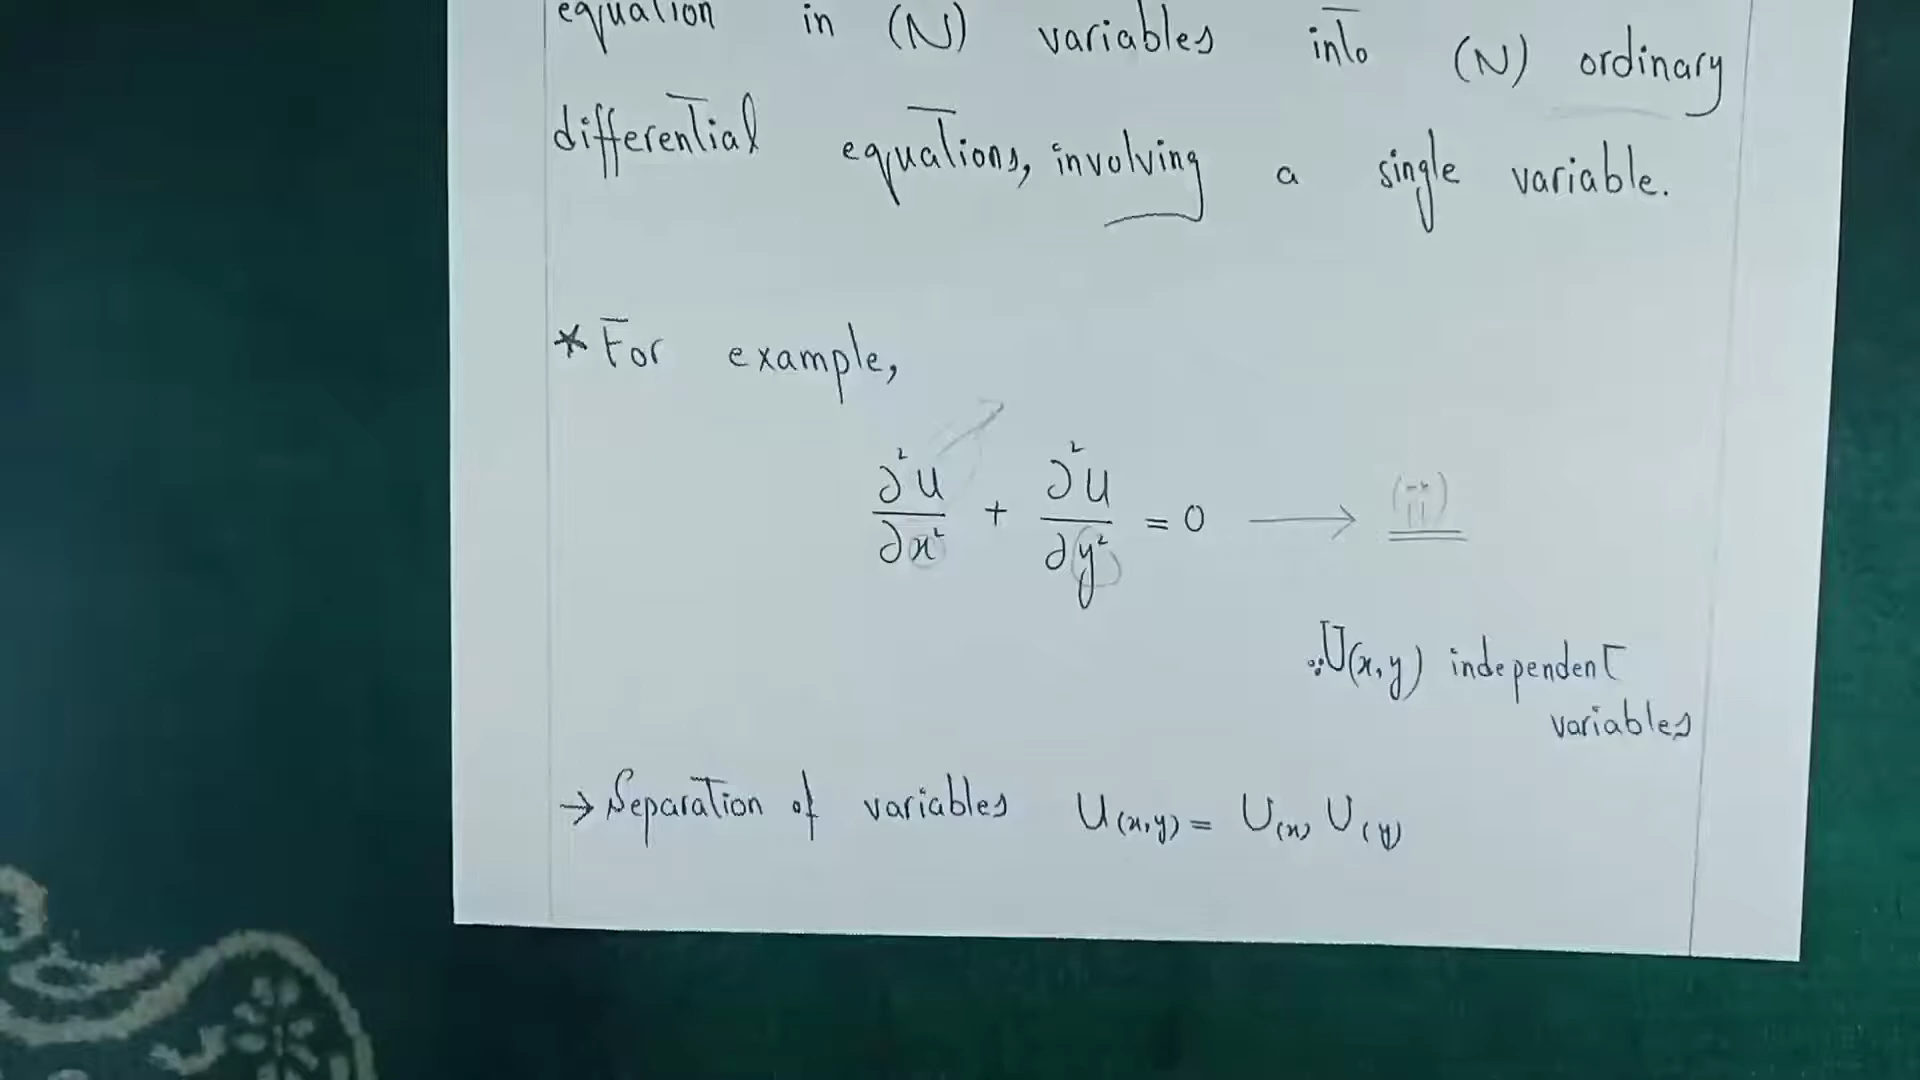 equation in (N) variables into (N) ordinary
differential equations, involving a single variable.
* For example,
∂²u/∂x² + ∂²u/∂y² = 0 →
∵ U(x,y) independent
variables
→ Separation of variables U(x,y) = U(x) U(y)